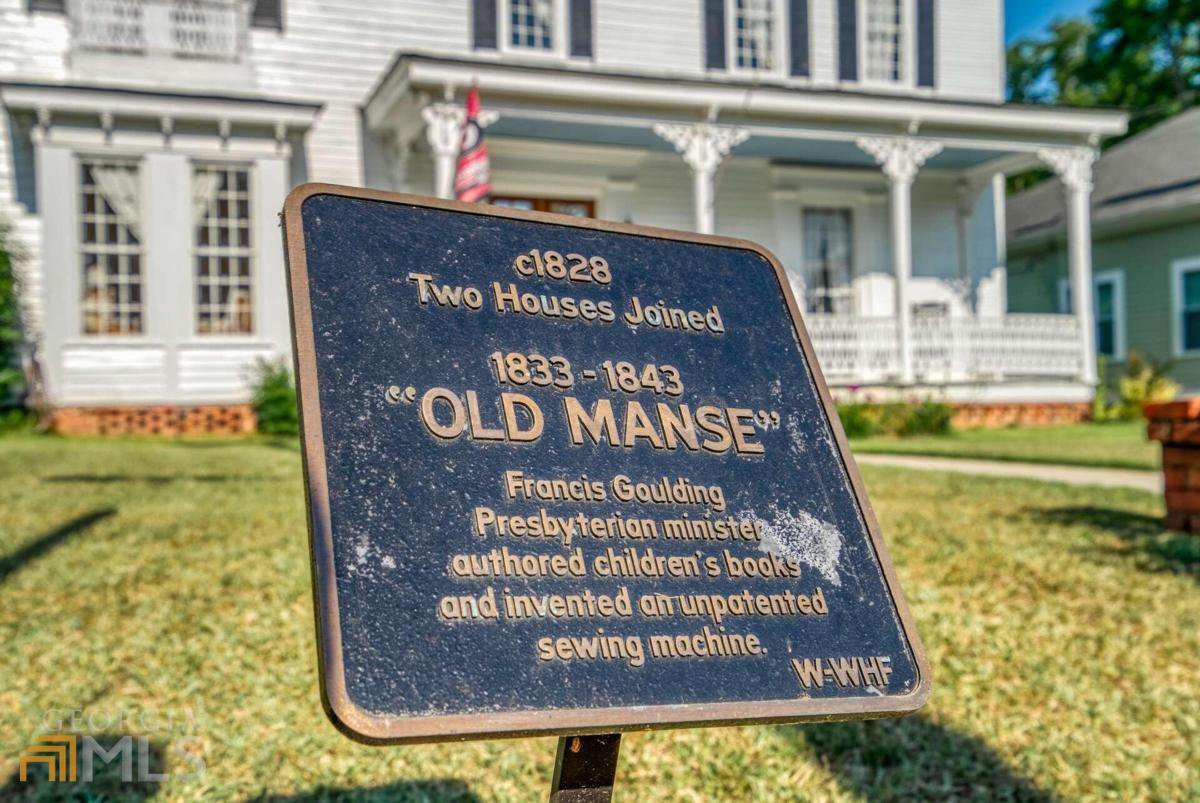 c1828
Two Houses Joined
1833 - 1843
“OLD MANSE”
Francis Goulding
Presbyterian minister
authored children's books
and invented an unpatented
sewing machine.
W-WHF
GEORGIA
MLS